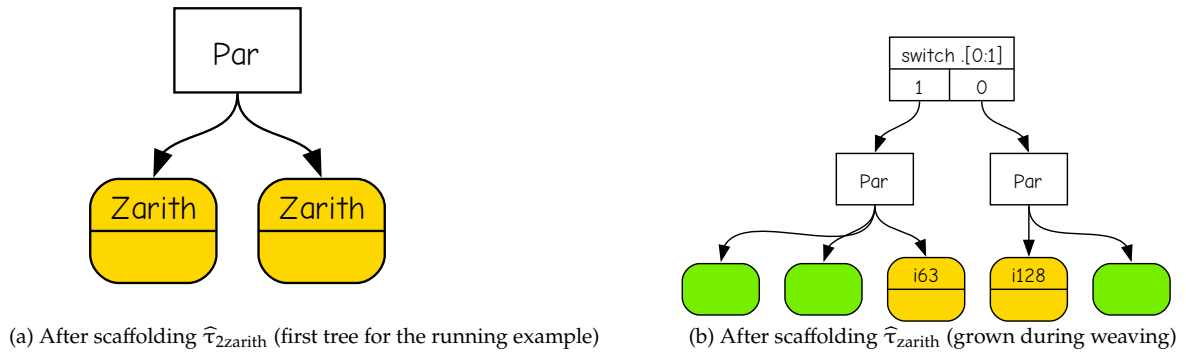 Par
Zarith Zarith
(a) After scaffolding τ̂2zarith (first tree for the running example)
switch .[0:1]
1 0
Par Par
i63 i128
(b) After scaffolding τ̂zarith (grown during weaving)